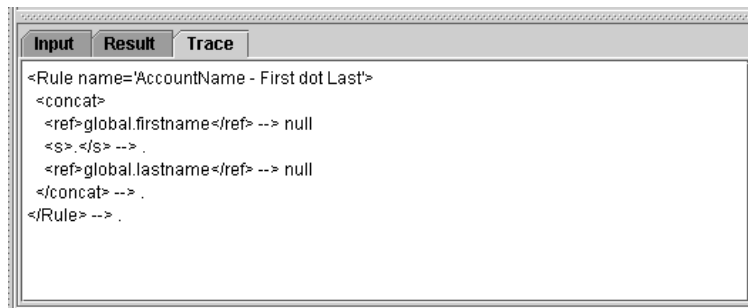 Input Result Trace
<Rule name='AccountName - First dot Last'>
<concat>
<ref>global.firstname</ref> --> null
<s>.</s> --> .
<ref>global.lastname</ref> --> null
</concat> --> .
</Rule> --> .